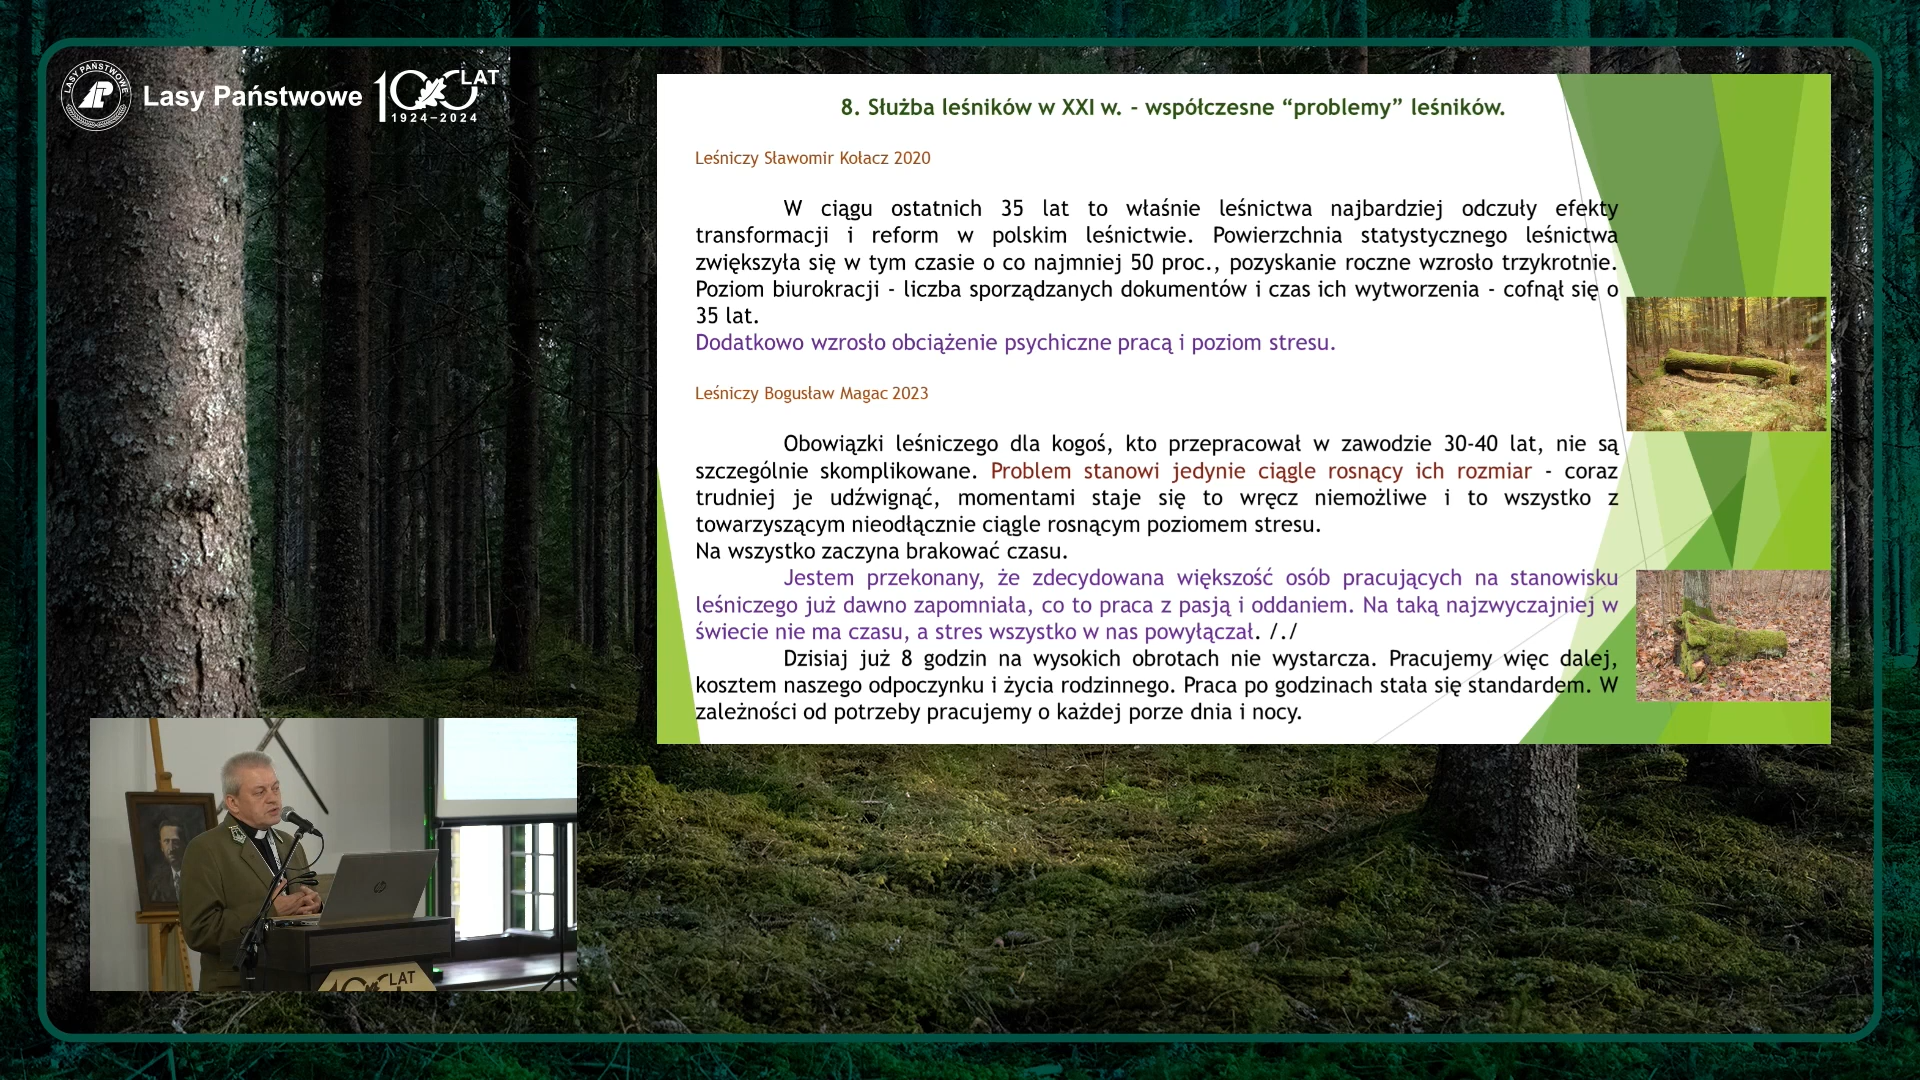 LASY PAŃSTWOWE
Lasy Państwowe
100 LAT
1924-2024
8. Służba leśników w XXI w. - współczesne “problemy” leśników.
Leśniczy Sławomir Kołacz 2020
W ciągu ostatnich 35 lat to właśnie leśnictwa najbardziej odczuły efekty
transformacji i reform w polskim leśnictwie. Powierzchnia statystycznego leśnictwa
zwiększyła się w tym czasie o co najmniej 50 proc., pozyskanie roczne wzrosło trzykrotnie.
Poziom biurokracji - liczba sporządzanych dokumentów i czas ich wytworzenia - cofnął się o
35 lat.
Dodatkowo wzrosło obciążenie psychiczne pracą i poziom stresu.
Leśniczy Bogusław Magac 2023
Obowiązki leśniczego dla kogoś, kto przepracował w zawodzie 30-40 lat, nie są
szczególnie skomplikowane. Problem stanowi jedynie ciągle rosnący ich rozmiar - coraz
trudniej je udźwignąć, momentami staje się to wręcz niemożliwe i to wszystko z
towarzyszącym nieodłącznie ciągle rosnącym poziomem stresu.
Na wszystko zaczyna brakować czasu.
Jestem przekonany, że zdecydowana większość osób pracujących na stanowisku
leśniczego już dawno zapomniała, co to praca z pasją i oddaniem. Na taką najzwyczajniej w
świecie nie ma czasu, a stres wszystko w nas powyłączał. /./
Dzisiaj już 8 godzin na wysokich obrotach nie wystarcza. Pracujemy więc dalej,
kosztem naszego odpoczynku i życia rodzinnego. Praca po godzinach stała się standardem. W
zależności od potrzeby pracujemy o każdej porze dnia i nocy.
hp
100 LAT